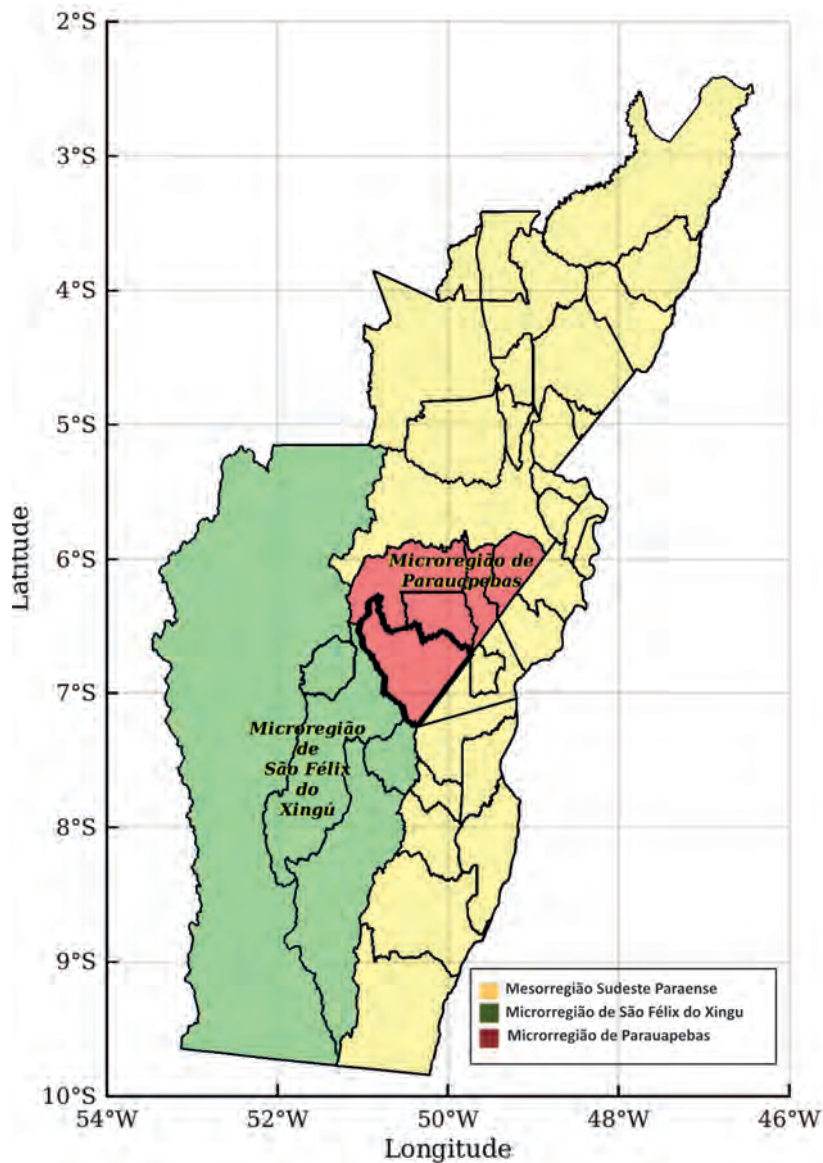 2°S
3°S
4°S
5°S
6°S
7°S
8°S
9°S
10°S
Latitude
Microregião de
Parauapebas
Microregião
de
São Félix
do
Xingú
Mesorregião Sudeste Paraense
Microrregião de São Félix do Xingu
Microrregião de Parauapebas
54°W
52°W
50°W
48°W
46°W
Longitude